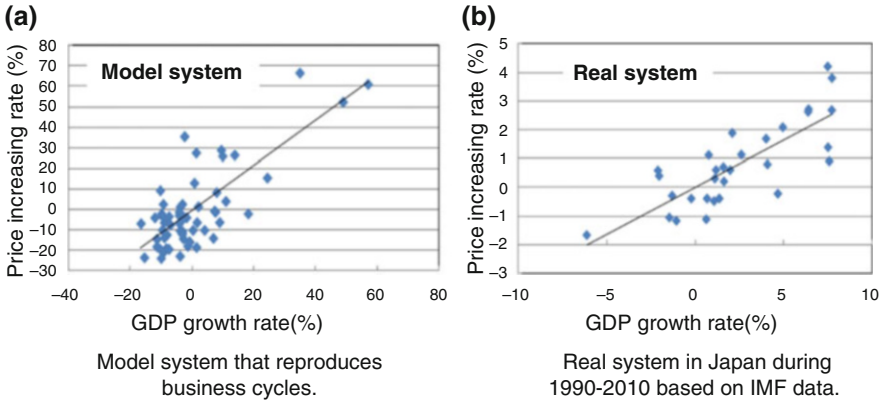 (a)
Price increasing rate (%)
80
70
60
50
40
30
20
10
0
−10
−20
−30
Model system
−40
−20
0
20
40
60
80
GDP growth rate(%)
Model system that reproduces
business cycles.
(b)
Price increasing rate (%)
5
4
3
2
1
0
−1
−2
−3
Real system
−10
−5
0
5
10
GDP growth rate(%)
Real system in Japan during
1990-2010 based on IMF data.